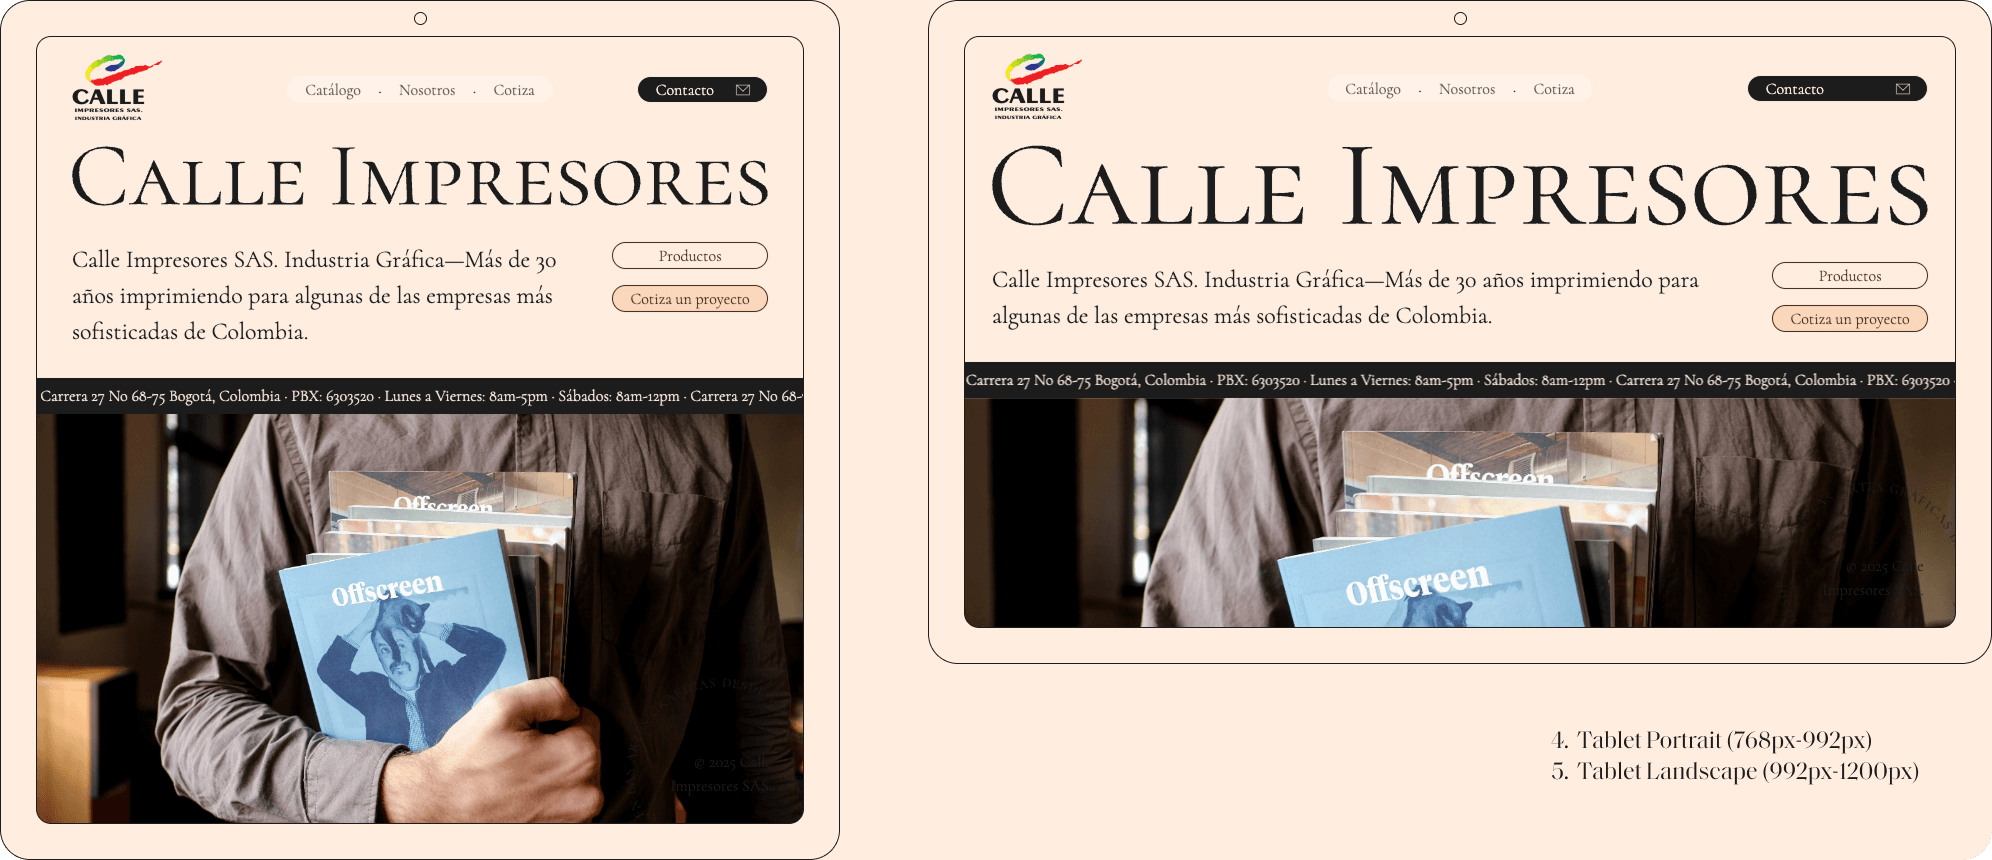 CALLE
IMPRESORES SAS.
INDUSTRIA GRÁFICA
Catálogo · Nosotros · Cotiza
Contacto
Calle Impresores
Calle Impresores SAS. Industria Gráfica—Más de 30
años imprimiendo para algunas de las empresas más
sofisticadas de Colombia.
Productos
Cotiza un proyecto
Carrera 27 No 68-75 Bogotá, Colombia · PBX: 6303520 · Lunes a Viernes: 8am-5pm · Sábados: 8am-12pm · Carrera 27 No 68-
Offscreen
Offscreen
© 2025 Calle
Impresores SAS.
CALLE
IMPRESORES SAS.
INDUSTRIA GRÁFICA
Catálogo · Nosotros · Cotiza
Contacto
Calle Impresores
Calle Impresores SAS. Industria Gráfica—Más de 30 años imprimiendo para
algunas de las empresas más sofisticadas de Colombia.
Productos
Cotiza un proyecto
Carrera 27 No 68-75 Bogotá, Colombia · PBX: 6303520 · Lunes a Viernes: 8am-5pm · Sábados: 8am-12pm · Carrera 27 No 68-75 Bogotá, Colombia · PBX: 6303520 ·
Offscreen
Offscreen
GRÁFICAS
© 2025 Calle
Impresores SAS.
4. Tablet Portrait (768px-992px)
5. Tablet Landscape (992px-1200px)